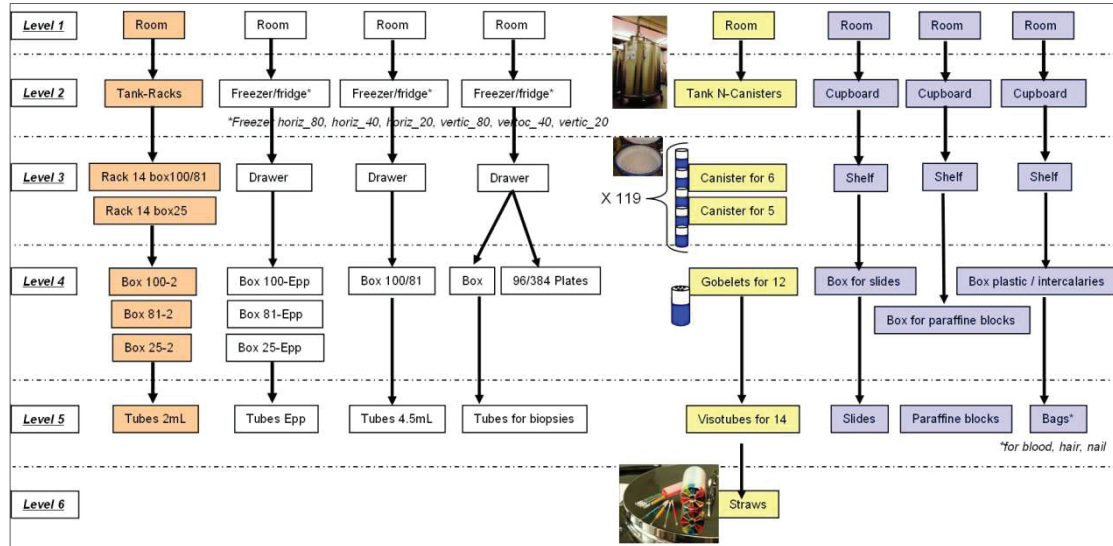 Level 1
Room
Room
Room
Room
Room
Room
Room
Room
Level 2
Tank-Racks
Freezer/fridge*
Freezer/fridge*
Freezer/fridge*
Tank N-Canisters
Cupboard
Cupboard
Cupboard
*Freezer horiz_80, horiz_40, horiz_20, vertic_80, vertoc_40, vertic_20
Level 3
Rack 14 box100/81
Drawer
Drawer
Drawer
Canister for 6
Shelf
Shelf
Shelf
X 119
Rack 14 box25
Canister for 5
Level 4
Box 100-2
Box 100-Epp
Box 100/81
Box
96/384 Plates
Gobelets for 12
Box for slides
Box plastic / intercalaries
Box 81-2
Box 81-Epp
Box for paraffine blocks
Box 25-2
Box 25-Epp
Level 5
Tubes 2mL
Tubes Epp
Tubes 4.5mL
Tubes for biopsies
Visotubes for 14
Slides
Paraffine blocks
Bags*
*for blood, hair, nail
Level 6
Straws